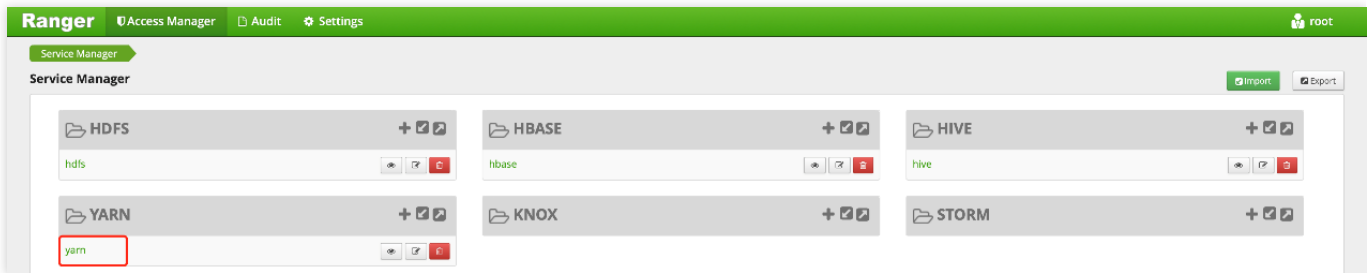 Ranger Access Manager Audit Settings root
Service Manager
Service Manager Import Export
HDFS HBASE HIVE
hdfs hbase hive
YARN KNOX STORM
yarn